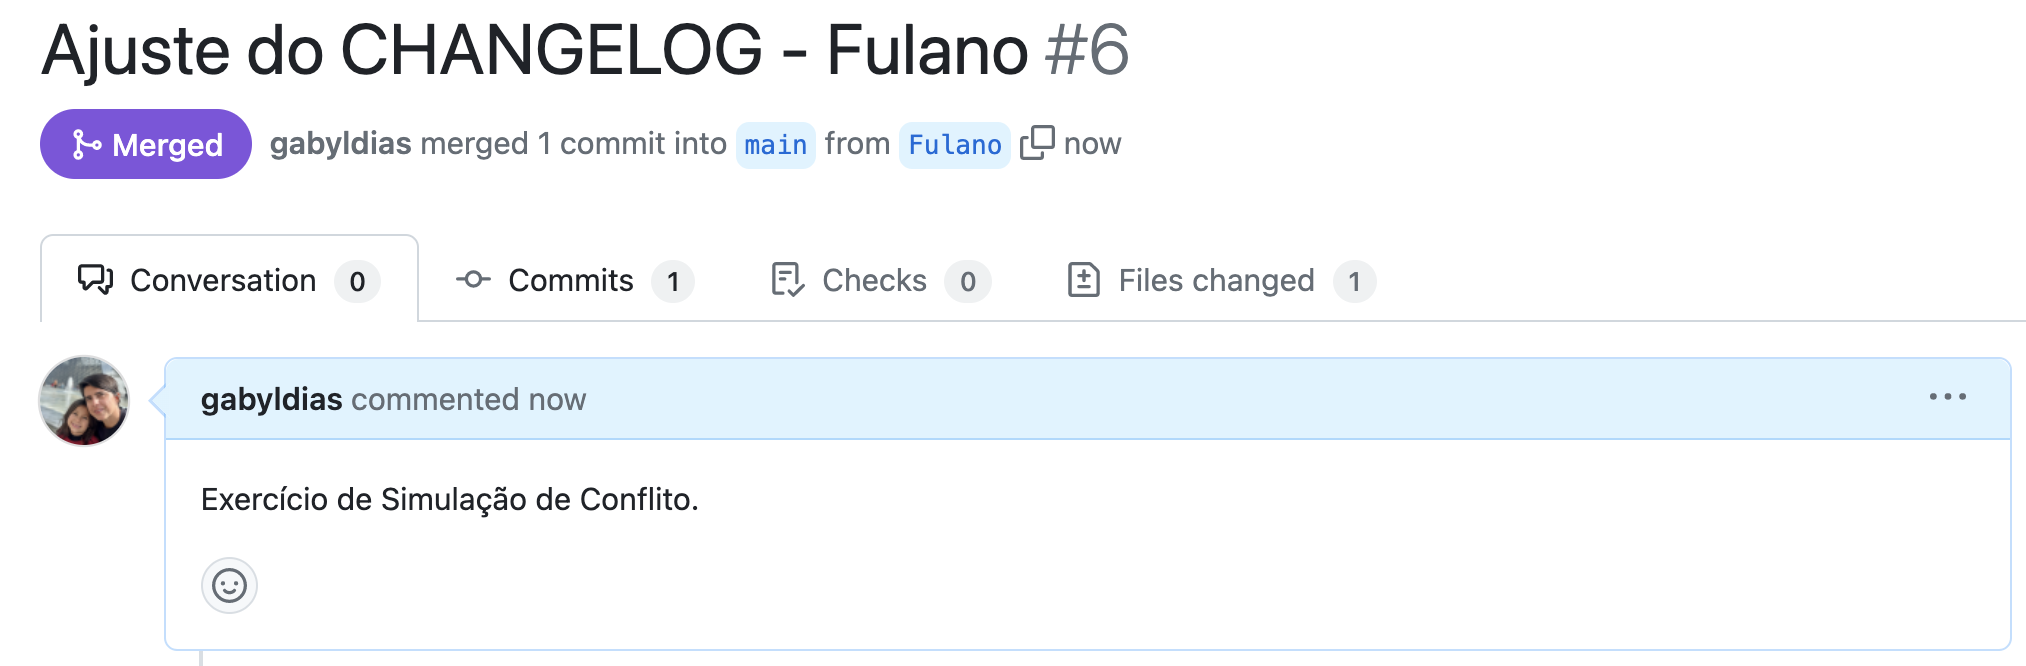 Ajuste do CHANGELOG - Fulano #6
Merged gabyldias merged 1 commit into main from Fulano now
Conversation 0 Commits 1 Checks 0 Files changed 1
gabyldias commented now
Exercício de Simulação de Conflito.